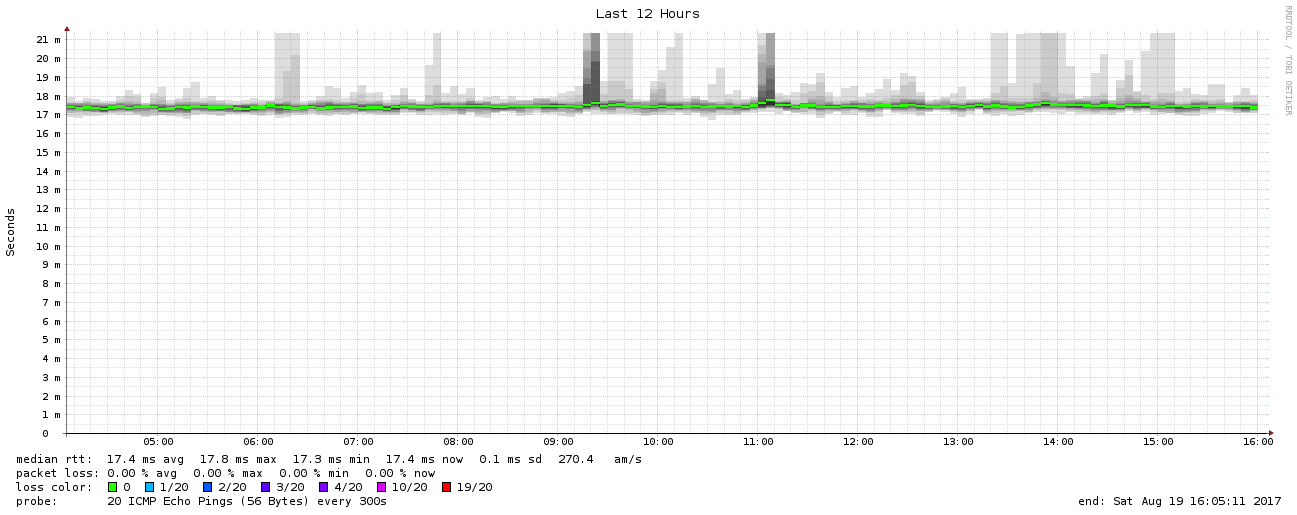 Last 12 Hours
RRDTOOL / TOBI OETIKER
Seconds
21 m
20 m
19 m
18 m
17 m
16 m
15 m
14 m
13 m
12 m
11 m
10 m
9 m
8 m
7 m
6 m
5 m
4 m
3 m
2 m
1 m
0
05:00 06:00 07:00 08:00 09:00 10:00 11:00 12:00 13:00 14:00 15:00 16:00
median rtt: 17.4 ms avg 17.8 ms max 17.3 ms min 17.4 ms now 0.1 ms sd 270.4 am/s
packet loss: 0.00 % avg 0.00 % max 0.00 % min 0.00 % now
loss color: 0 1/20 2/20 3/20 4/20 10/20 19/20
probe: 20 ICMP Echo Pings (56 Bytes) every 300s end: Sat Aug 19 16:05:11 2017